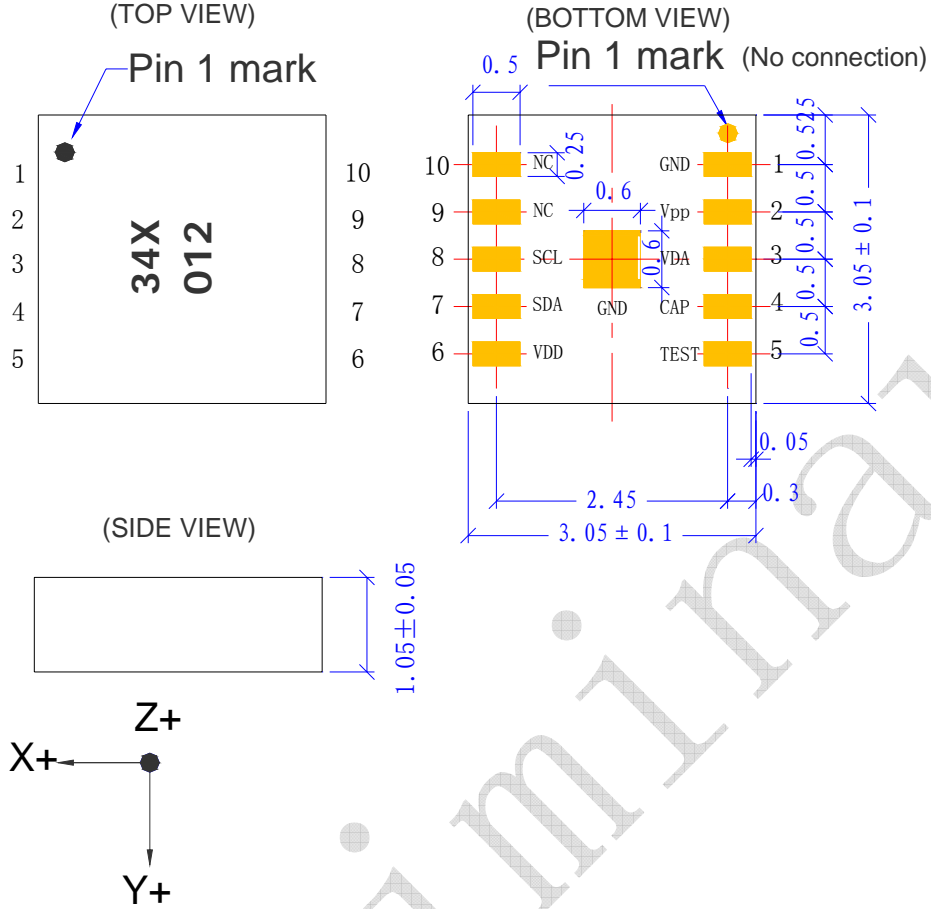 (TOP VIEW)
Pin 1 mark
1
2
3
4
5
10
9
8
7
6
34X
012
(BOTTOM VIEW)
Pin 1 mark (No connection)
0.5
0.25
0.6
0.6
10 NC
9 NC
8 SCL
7 SDA
6 VDD
GND
GND 1
Vpp 2
VDA 3
CAP 4
TEST 5
0.525
0.5
0.5
0.5
0.5
3.05±0.1
0.05
0.3
2.45
3.05±0.1
(SIDE VIEW)
1.05±0.05
Z+
X+
Y+